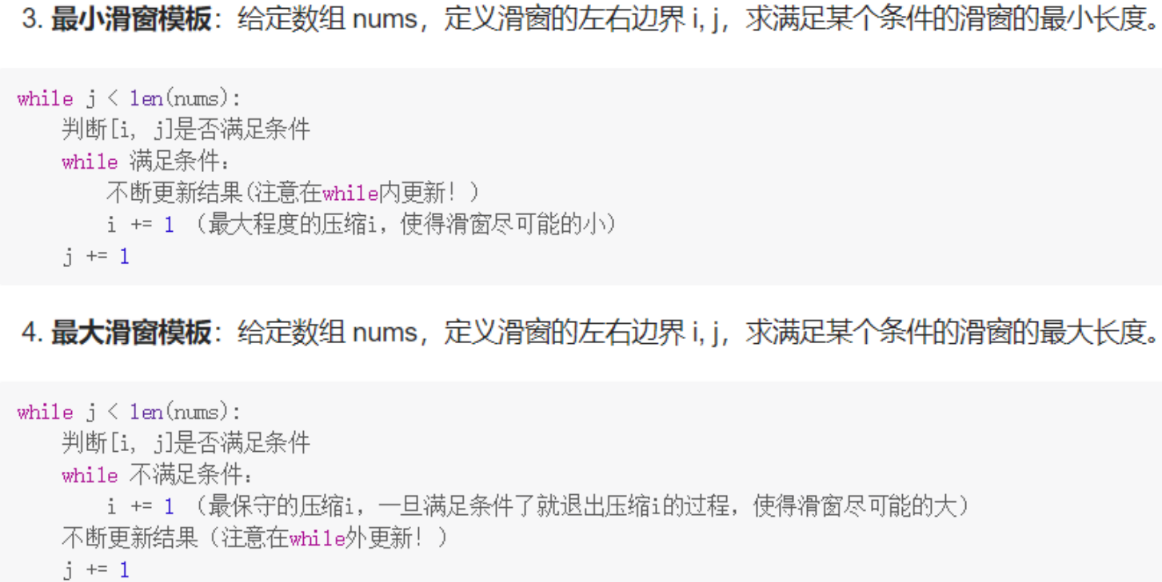 3. 最小滑窗模板：给定数组 nums，定义滑窗的左右边界 i, j，求满足某个条件的滑窗的最小长度。
while j < len(nums):
    判断[i, j]是否满足条件
    while 满足条件：
        不断更新结果(注意在while内更新！)
        i += 1 （最大程度的压缩i，使得滑窗尽可能的小）
    j += 1
4. 最大滑窗模板：给定数组 nums，定义滑窗的左右边界 i, j，求满足某个条件的滑窗的最大长度。
while j < len(nums):
    判断[i, j]是否满足条件
    while 不满足条件：
        i += 1 （最保守的压缩i，一旦满足条件了就退出压缩i的过程，使得滑窗尽可能的大）
    不断更新结果（注意在while外更新！）
    j += 1